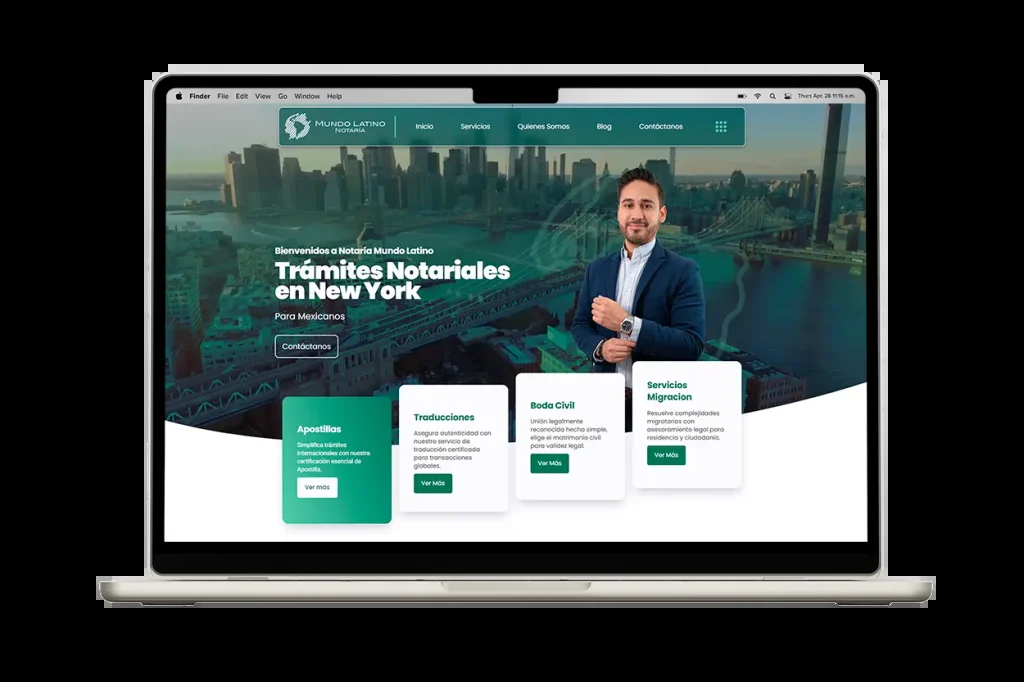 Finder File Edit View Go Window Help
Thurs Apr. 28 11:15 a.m.
MUNDO LATINO
NOTARÍA
Inicio Servicios Quienes Somos Blog Contáctanos
Bienvenidos a Notaría Mundo Latino
Trámites Notariales
en New York
Para Mexicanos
Contáctanos
Apostillas
Simplifica trámites
internacionales con nuestra
certificación esencial de
Apostilla.
Ver más
Traducciones
Asegura autenticidad con
nuestro servicio de
traducción certificada
para transacciones
globales.
Ver Más
Boda Civil
Unión legalmente
reconocida hecha simple,
elige el matrimonio civil
para validez legal.
Ver Más
Servicios
Migracion
Resuelve complejidades
migratorias con
asesoramiento legal para
residencia y ciudadanía.
Ver Más